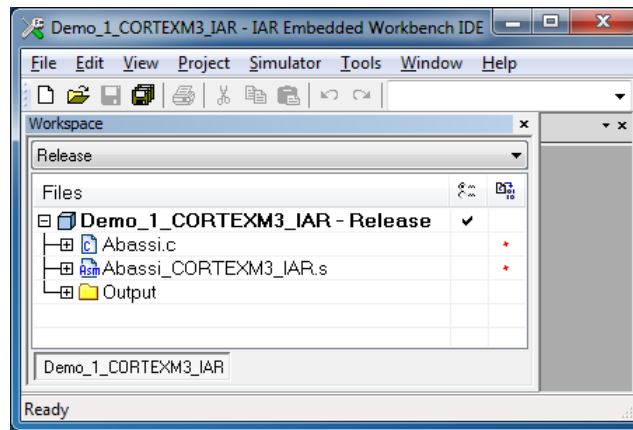 Demo_1_CORTEXM3_IAR - IAR Embedded Workbench IDE
File Edit View Project Simulator Tools Window Help
Workspace
Release
Files
Demo_1_CORTEXM3_IAR - Release
Abassi.c
Abassi_CORTEXM3_IAR.s
Output
Demo_1_CORTEXM3_IAR
Ready